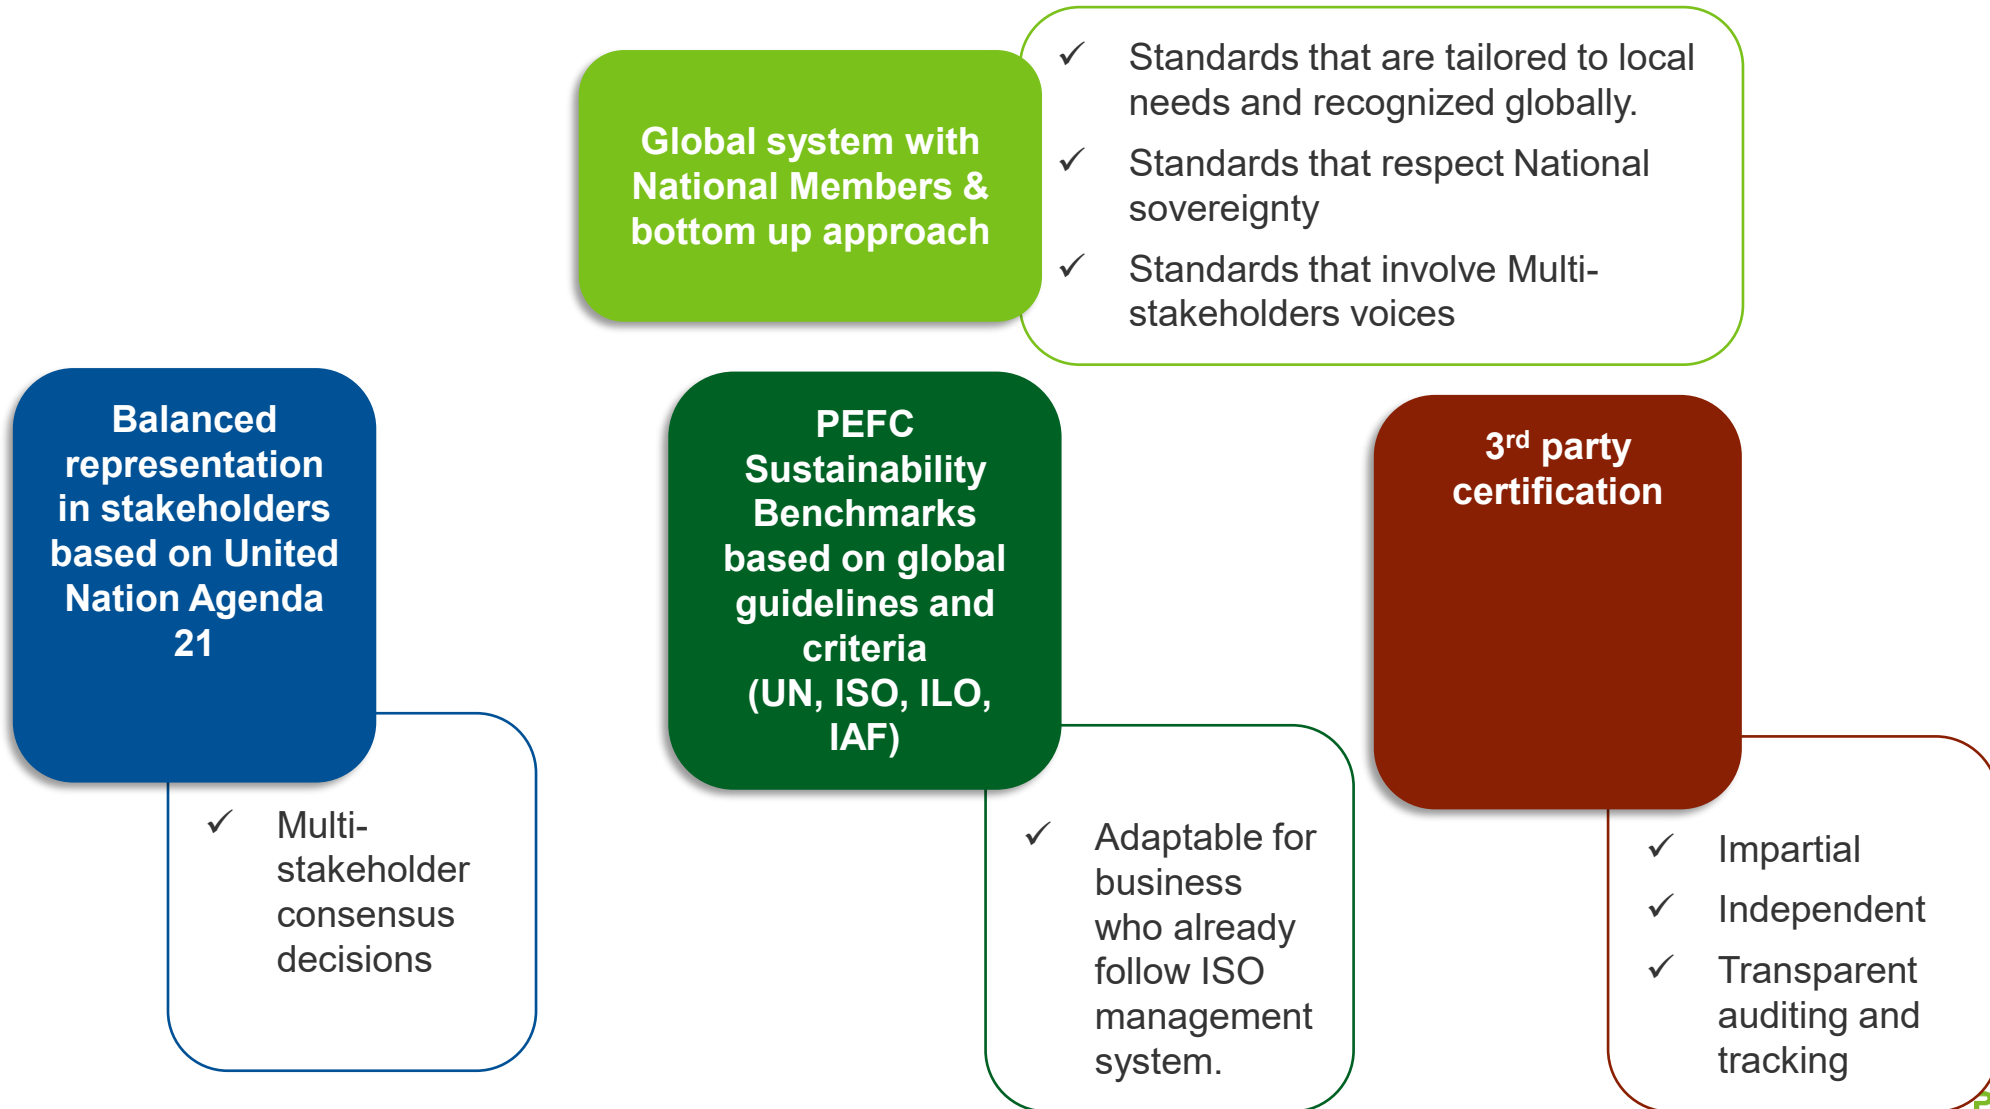 Global system with
National Members &
bottom up approach
✓ Standards that are tailored to local
needs and recognized globally.
✓ Standards that respect National
sovereignty
✓ Standards that involve Multi-
stakeholders voices
Balanced
representation
in stakeholders
based on United
Nation Agenda
21
✓ Multi-
stakeholder
consensus
decisions
PEFC
Sustainability
Benchmarks
based on global
guidelines and
criteria
(UN, ISO, ILO,
IAF)
✓ Adaptable for
business
who already
follow ISO
management
system.
3rd party
certification
✓ Impartial
✓ Independent
✓ Transparent
auditing and
tracking